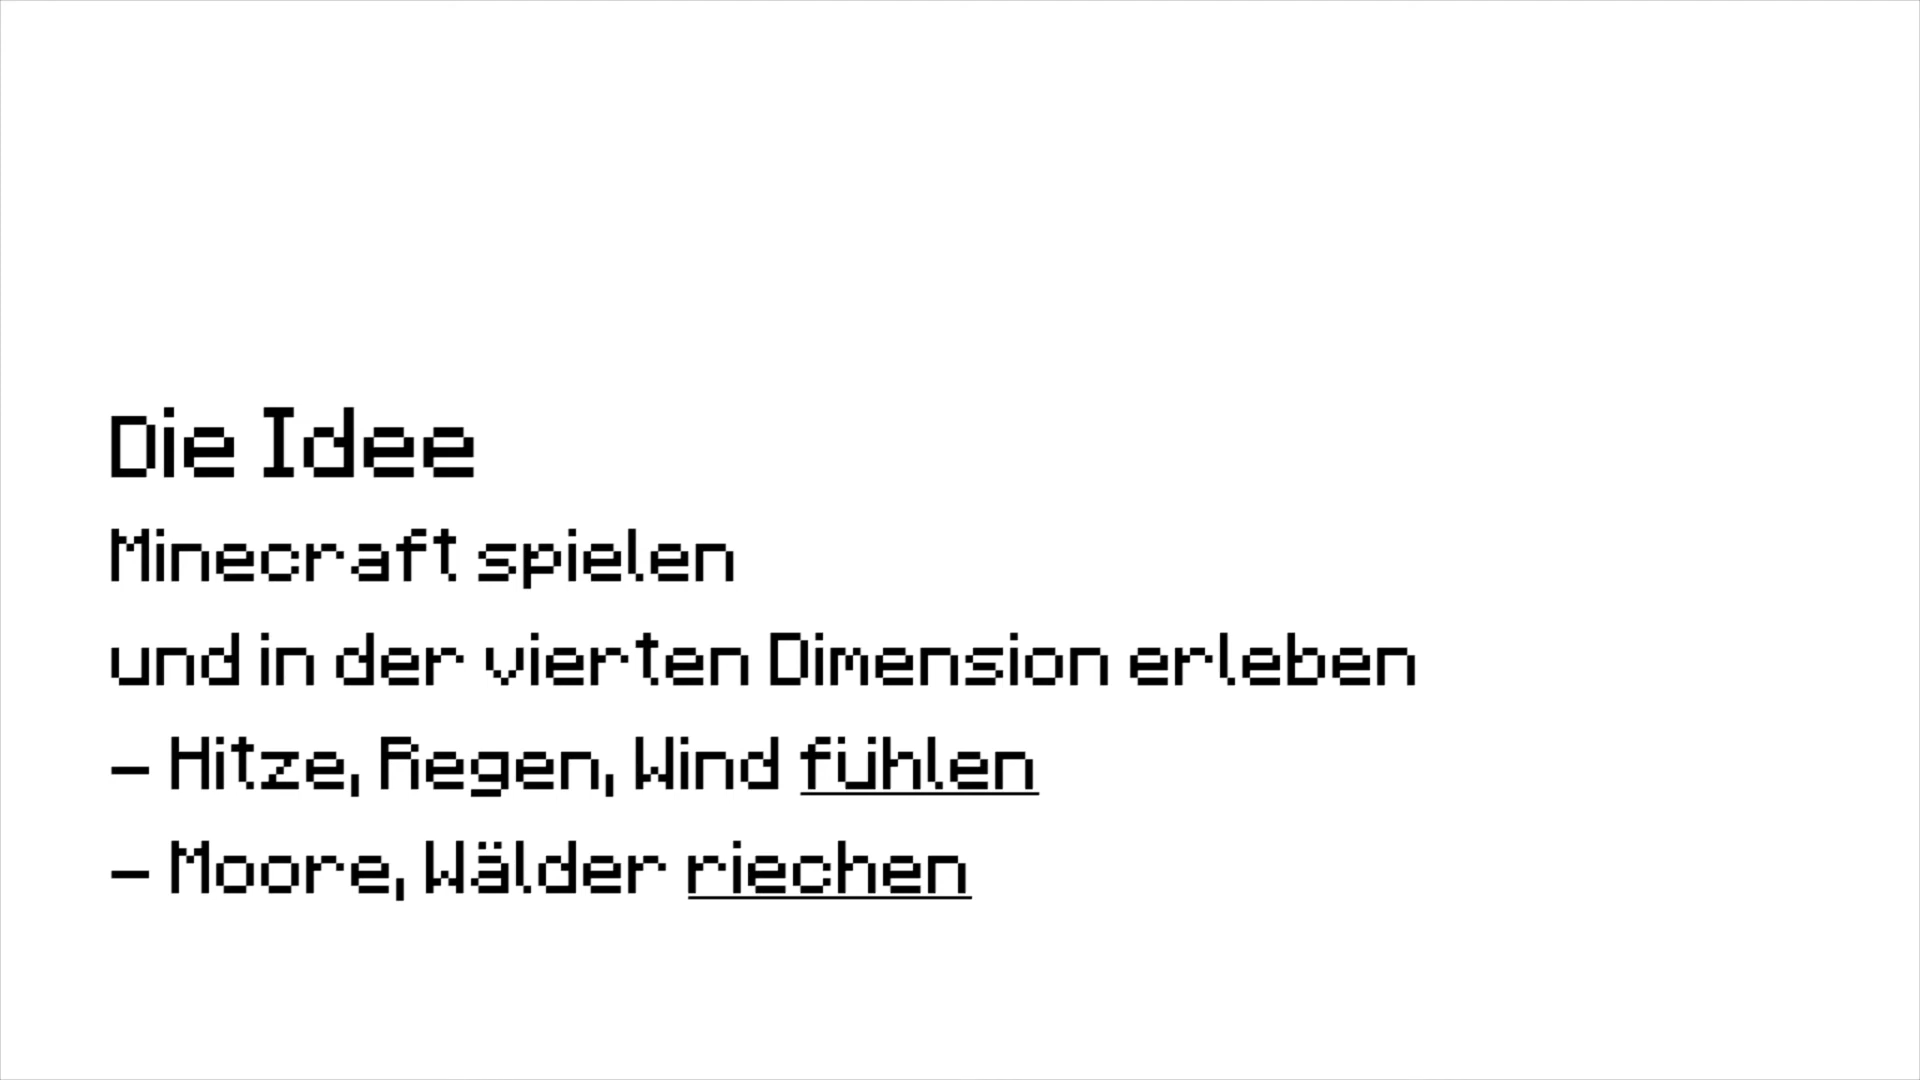 Die Idee
Minecraft spielen
und in der vierten Dimension erleben
– Hitze, Regen, Wind fühlen
– Moore, Wälder riechen